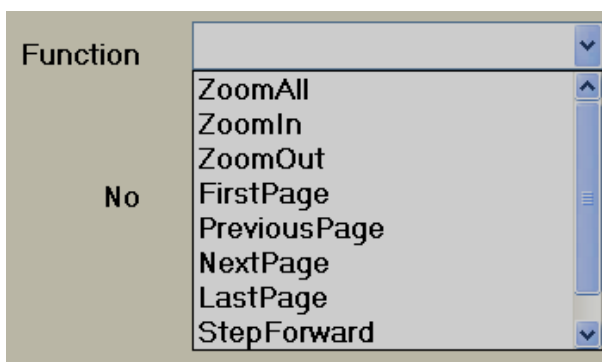 Function
ZoomAll
ZoomIn
ZoomOut
No
FirstPage
PreviousPage
NextPage
LastPage
StepForward